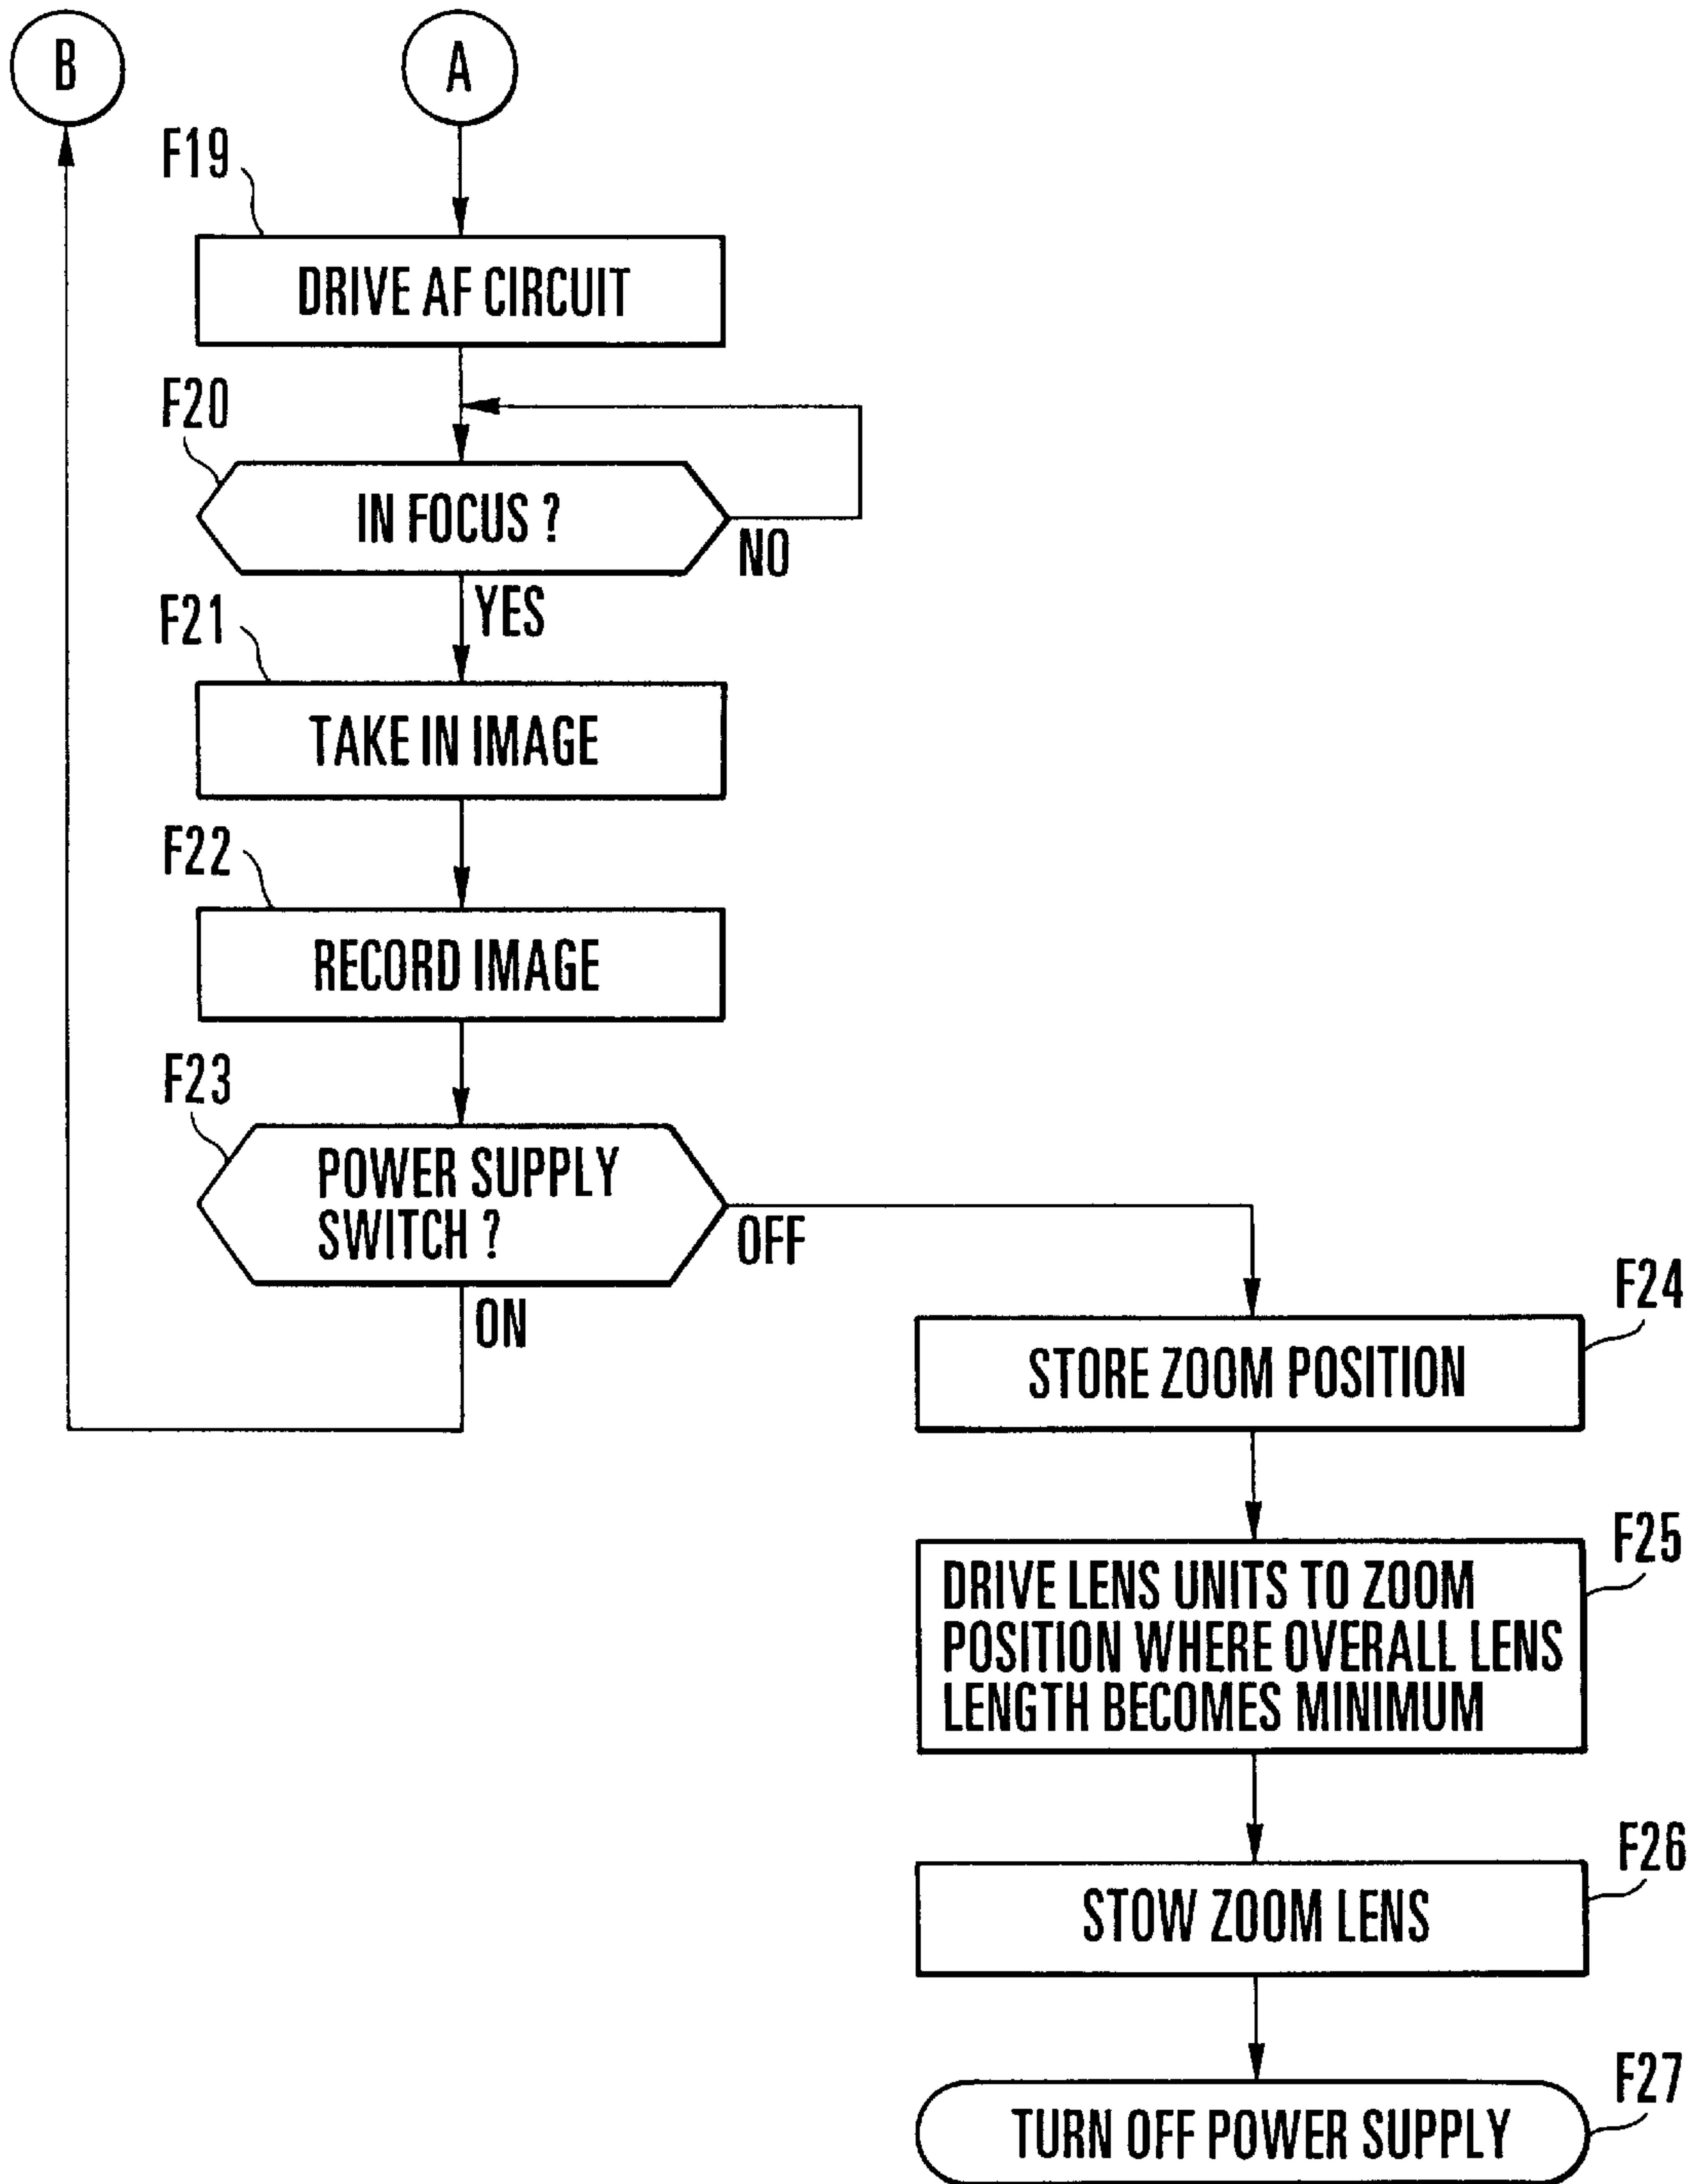 B
A
F19
DRIVE AF CIRCUIT
F20
IN FOCUS ?
NO
YES
F21
TAKE IN IMAGE
F22
RECORD IMAGE
F23
POWER SUPPLY
SWITCH ?
OFF
ON
F24
STORE ZOOM POSITION
F25
DRIVE LENS UNITS TO ZOOM
POSITION WHERE OVERALL LENS
LENGTH BECOMES MINIMUM
F26
STOW ZOOM LENS
F27
TURN OFF POWER SUPPLY